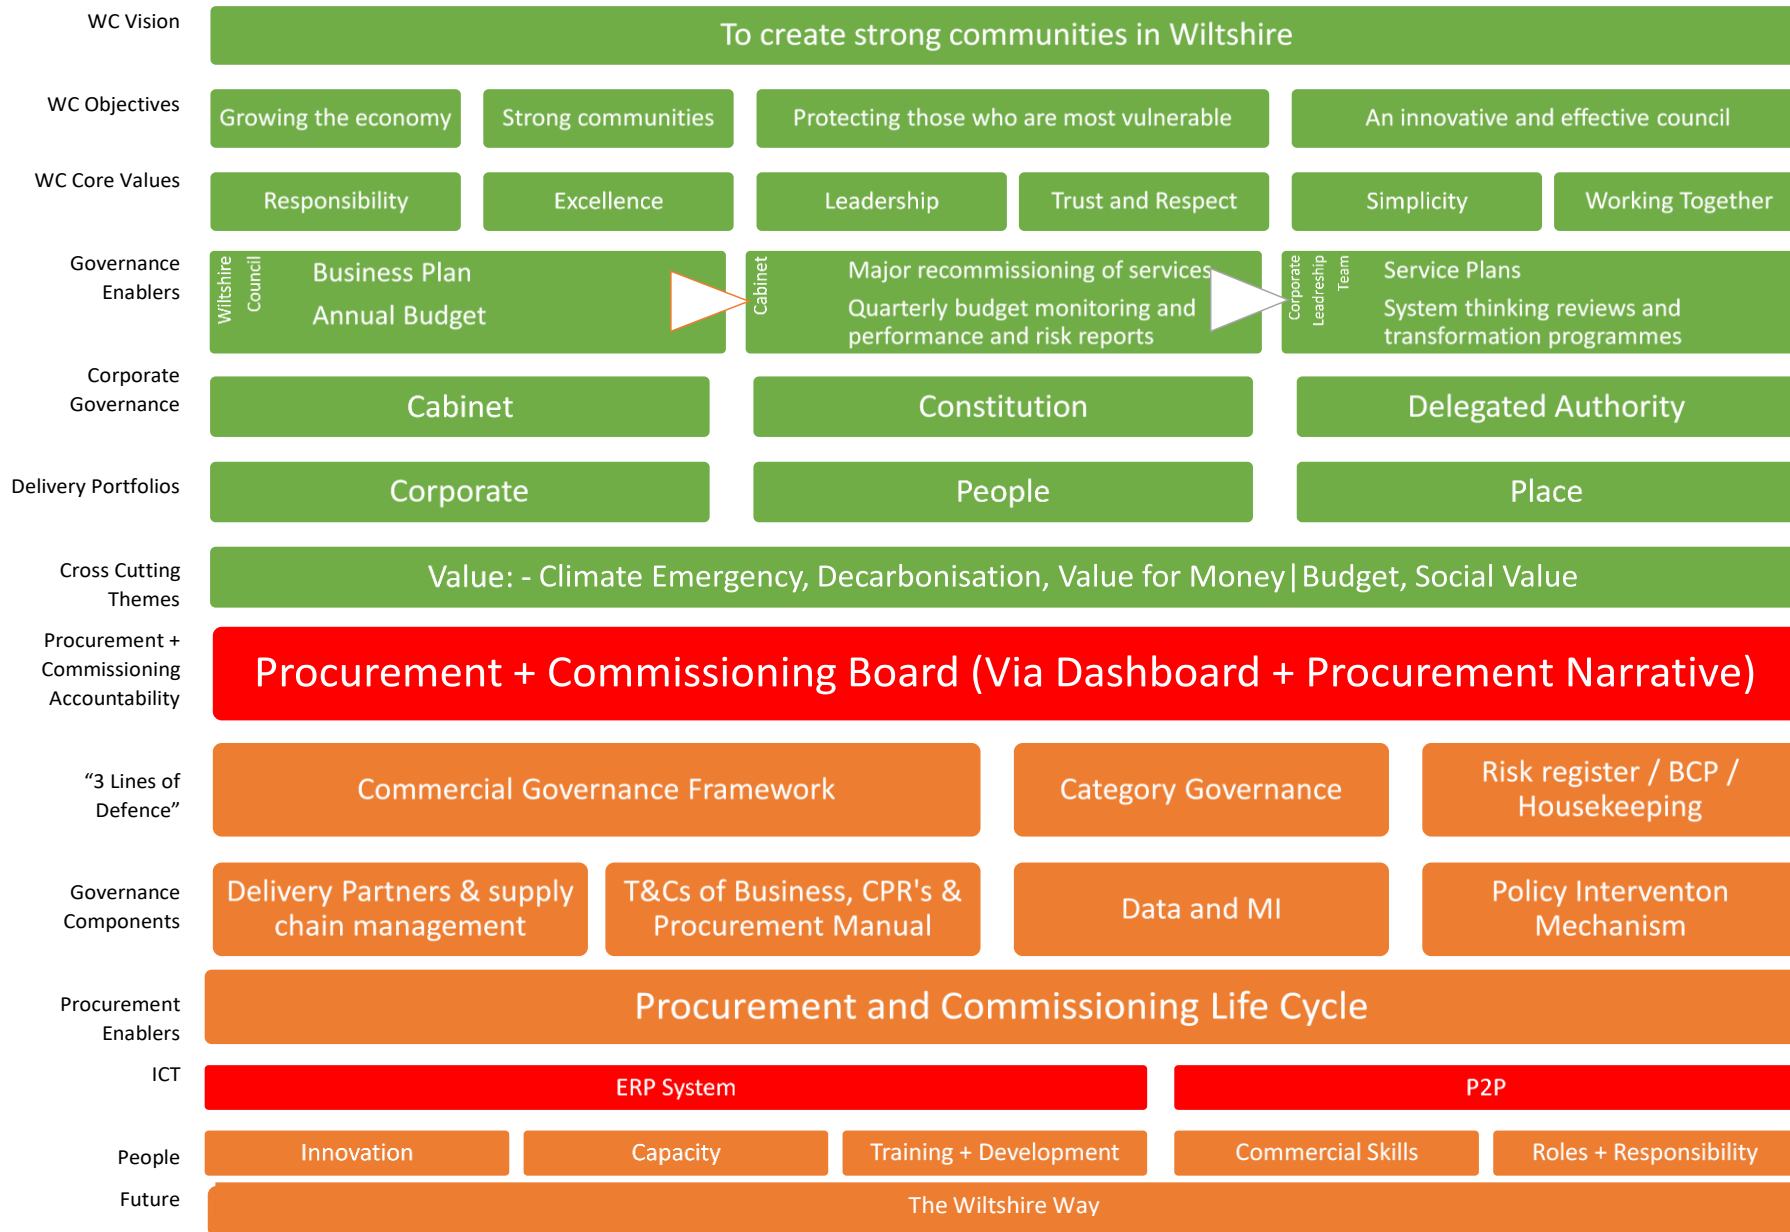 WC Vision
To create strong communities in Wiltshire
WC Objectives
Growing the economy
Strong communities
Protecting those who are most vulnerable
An innovative and effective council
WC Core Values
Responsibility
Excellence
Leadership
Trust and Respect
Simplicity
Working Together
Governance
Enablers
Wiltshire
Council
Business Plan
Annual Budget
Cabinet
Major recommissioning of services
Quarterly budget monitoring and
performance and risk reports
Corporate
Leadreship
Team
Service Plans
System thinking reviews and
transformation programmes
Corporate
Governance
Cabinet
Constitution
Delegated Authority
Delivery Portfolios
Corporate
People
Place
Cross Cutting
Themes
Value: - Climate Emergency, Decarbonisation, Value for Money|Budget, Social Value
Procurement +
Commissioning
Accountability
Procurement + Commissioning Board (Via Dashboard + Procurement Narrative)
“3 Lines of
Defence”
Commercial Governance Framework
Category Governance
Risk register / BCP /
Housekeeping
Governance
Components
Delivery Partners & supply
chain management
T&Cs of Business, CPR's &
Procurement Manual
Data and MI
Policy Interventon
Mechanism
Procurement
Enablers
Procurement and Commissioning Life Cycle
ICT
ERP System
P2P
People
Innovation
Capacity
Training + Development
Commercial Skills
Roles + Responsibility
Future
The Wiltshire Way